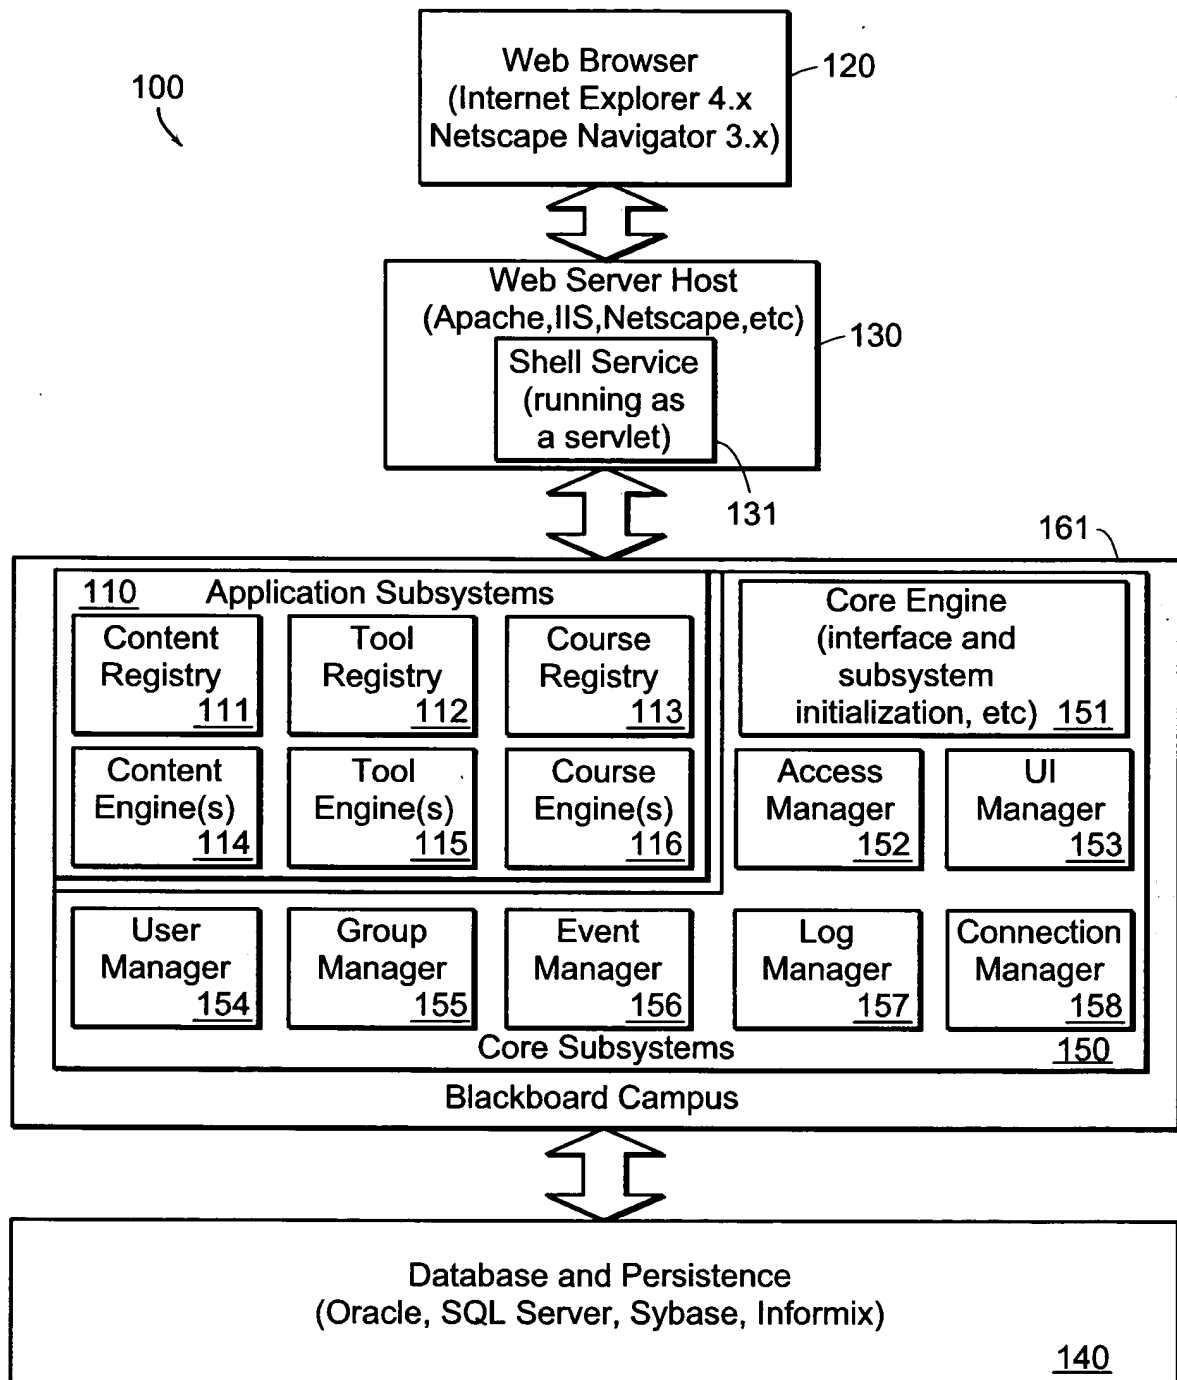 100
Web Browser
(Internet Explorer 4.x
Netscape Navigator 3.x)
120
Web Server Host
(Apache,IIS,Netscape,etc)
130
Shell Service
(running as
a servlet)
131
161
110 Application Subsystems
Content
Registry
111
Tool
Registry
112
Course
Registry
113
Core Engine
(interface and
subsystem
initialization, etc) 151
Content
Engine(s)
114
Tool
Engine(s)
115
Course
Engine(s)
116
Access
Manager
152
UI
Manager
153
User
Manager
154
Group
Manager
155
Event
Manager
156
Log
Manager
157
Connection
Manager
158
Core Subsystems
150
Blackboard Campus
Database and Persistence
(Oracle, SQL Server, Sybase, Informix)
140